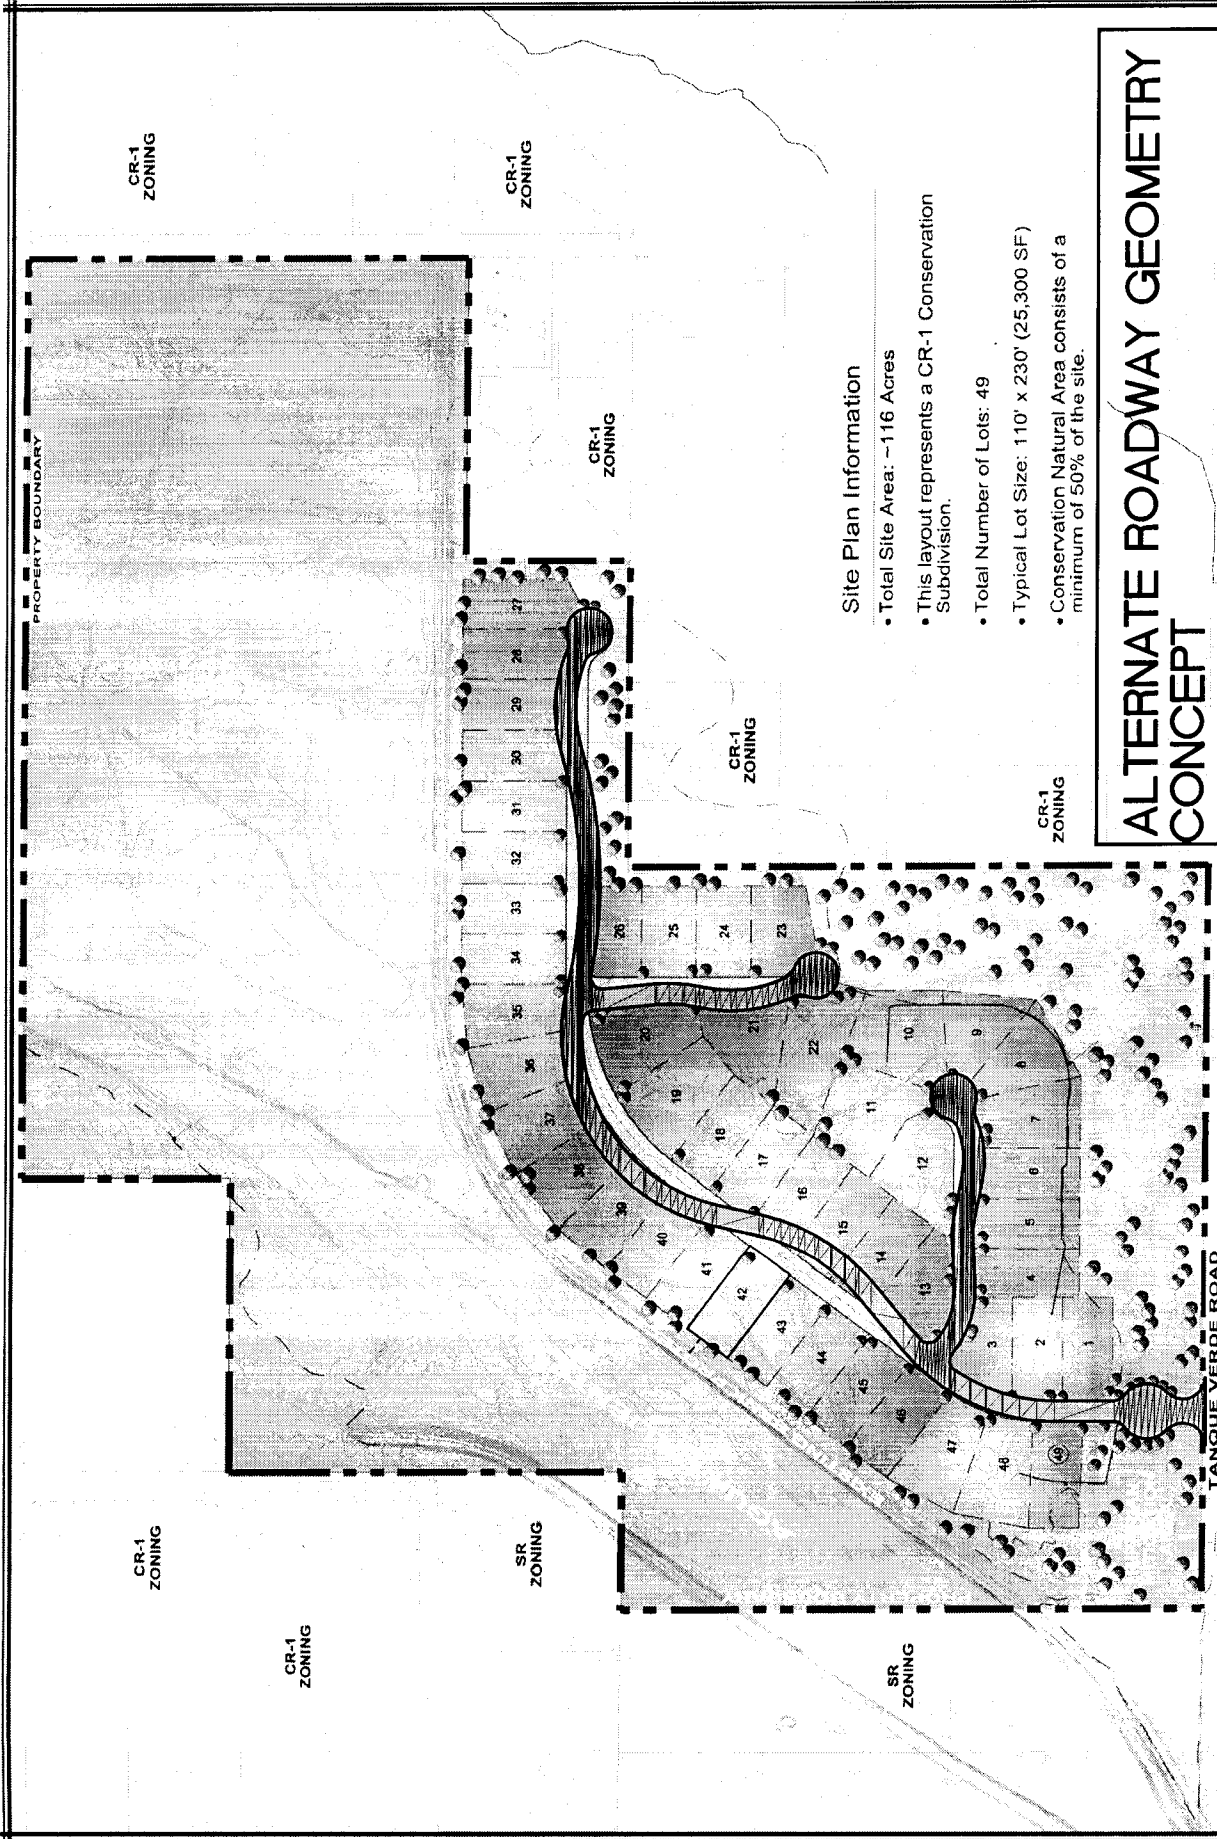 CR-1
ZONING
CR-1
ZONING
CR-1
ZONING
CR-1
ZONING
CR-1
ZONING
CR-1
ZONING
CR-1
ZONING
SR
ZONING
SR
ZONING
PROPERTY BOUNDARY
27
28
29
30
31
32
33
34
35
36
37
38
39
40
41
42
43
44
45
46
47
48
49
26
25
24
23
20
21
22
19
18
17
16
15
14
13
12
11
10
9
8
7
6
5
4
3
2
1
TANQUE VERDE ROAD
Site Plan Information
• Total Site Area: ~116 Acres
• This layout represents a CR-1 Conservation
Subdivision.
• Total Number of Lots: 49
• Typical Lot Size: 110' x 230' (25,300 SF)
• Conservation Natural Area consists of a
minimum of 50% of the site.
ALTERNATE ROADWAY GEOMETRY
CONCEPT